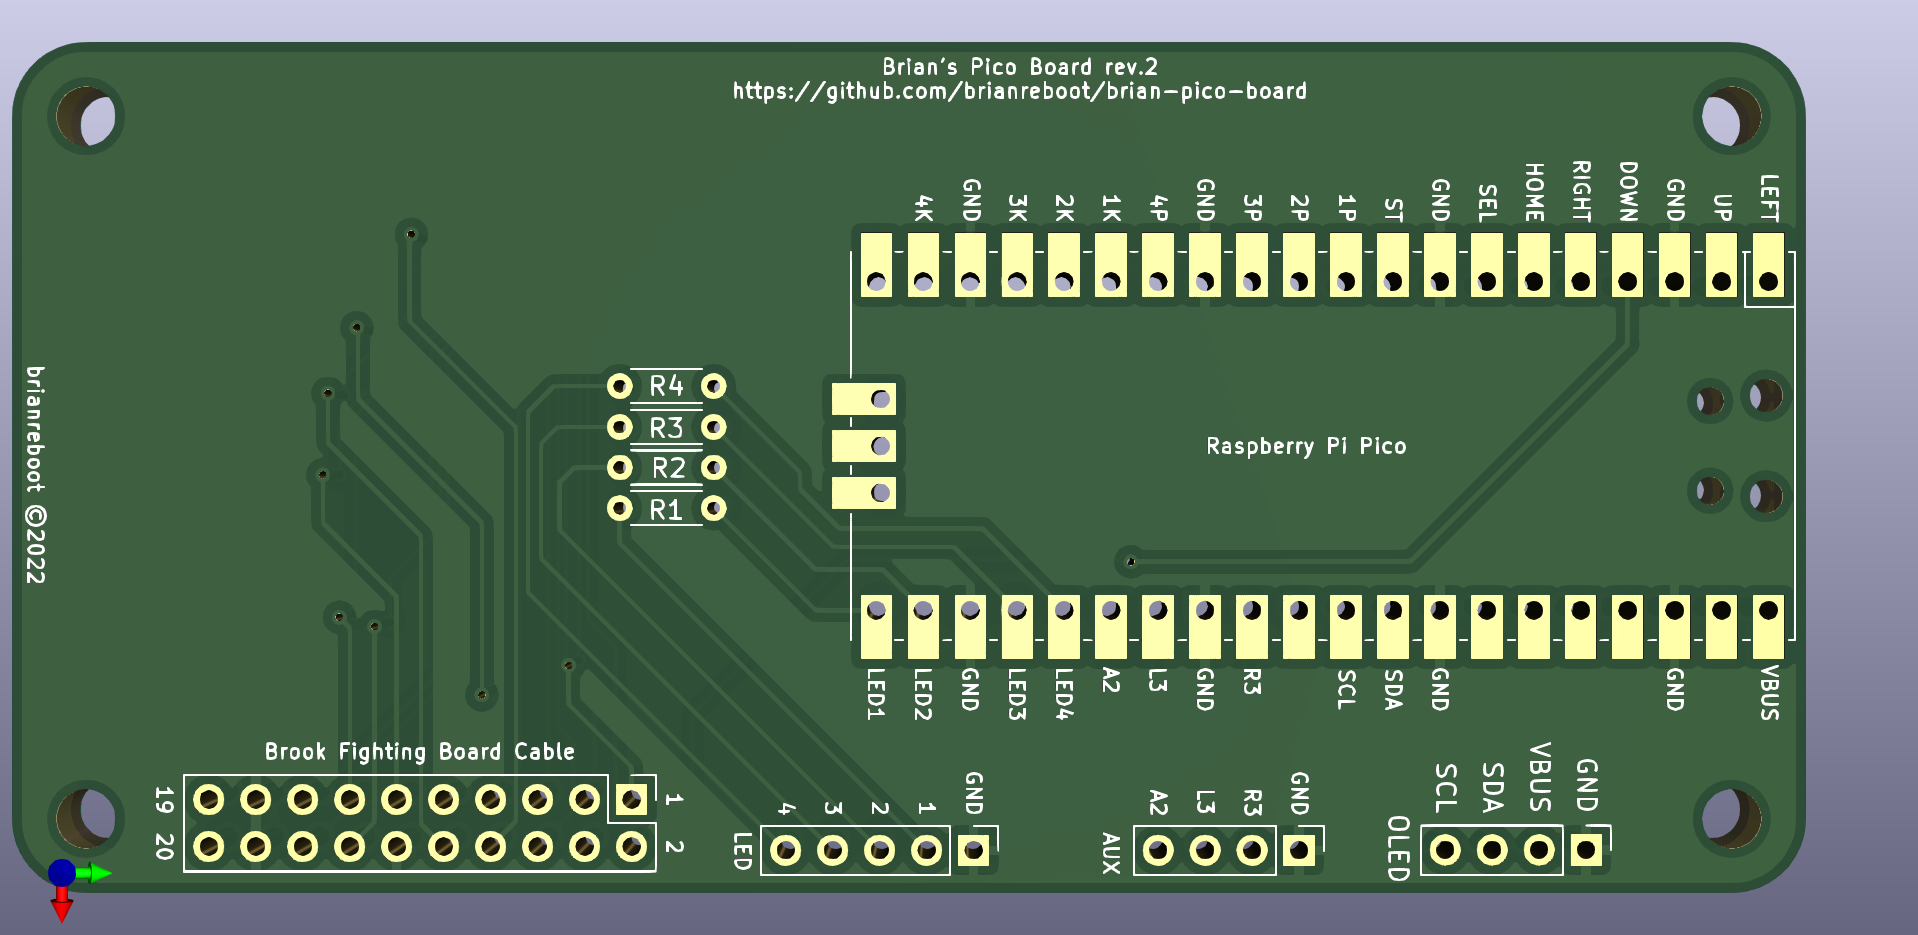 Brian's Pico Board rev.2
https://github.com/brianreboot/brian-pico-board
4K GND 3K 2K 1K 4P GND 3P 2P 1P ST GND SEL HOME RIGHT DOWN GND UP LEFT
brianreboot ©2022
R4
R3
R2
R1
Raspberry Pi Pico
LED1 LED2 GND LED3 LED4 A2 L3 GND R3 SCL SDA GND GND VBUS
Brook Fighting Board Cable
19 1
20 2
4 3 2 1 GND
LED
A2 L3 R3 GND
AUX
SCL SDA VBUS GND
OLED